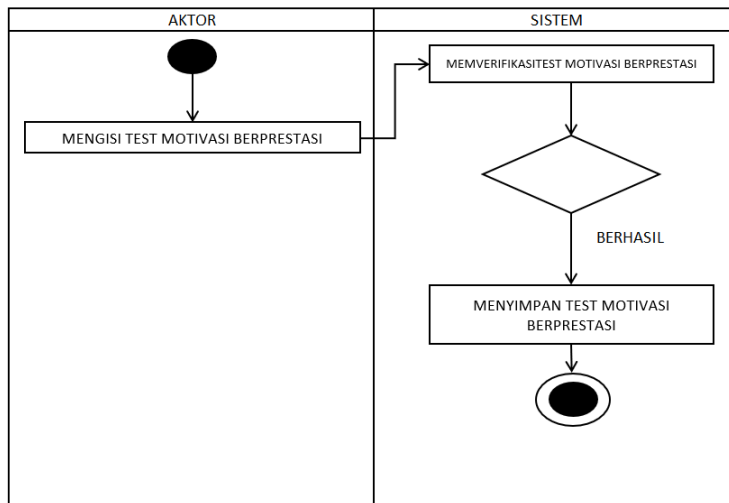 AKTOR
SISTEM
MEMVERIFIKASITEST MOTIVASI BERPRESTASI
MENGISI TEST MOTIVASI BERPRESTASI
BERHASIL
MENYIMPAN TEST MOTIVASI
BERPRESTASI